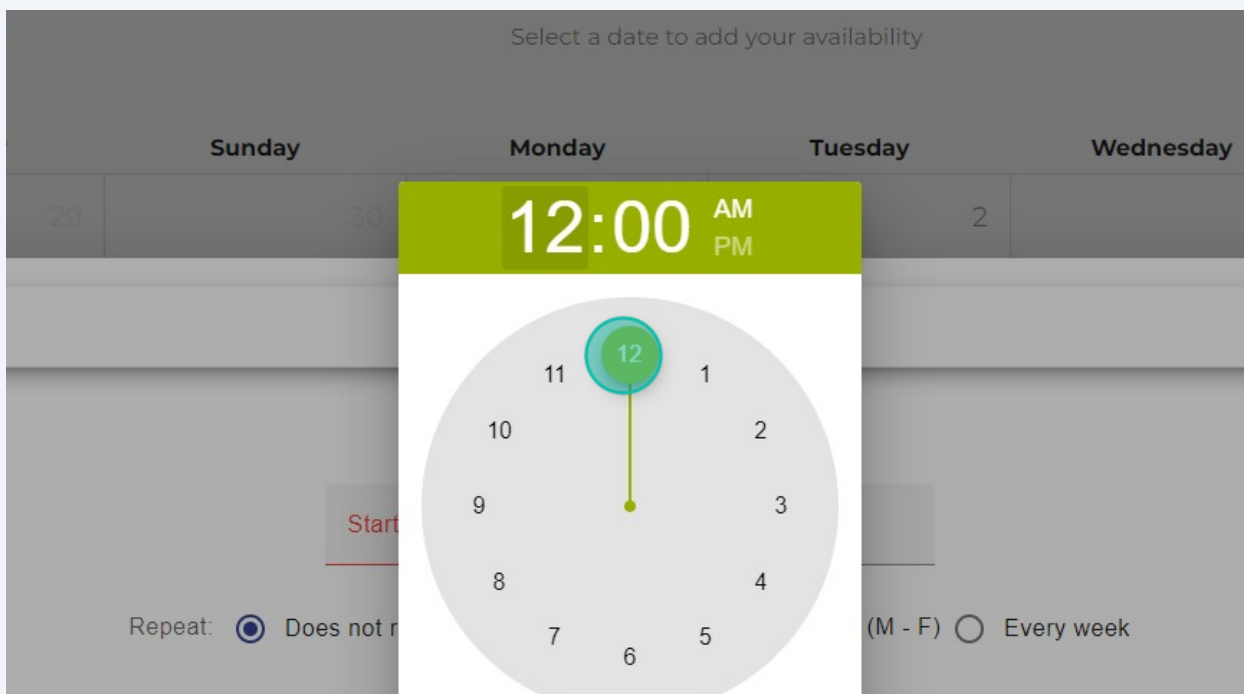 Select a date to add your availability
Sunday Monday Tuesday Wednesday
29 30 2
12:00 AM
PM
12
11 1
10 2
9 3
Start
8 4
Repeat: Does not r (M - F) Every week
7 5
6